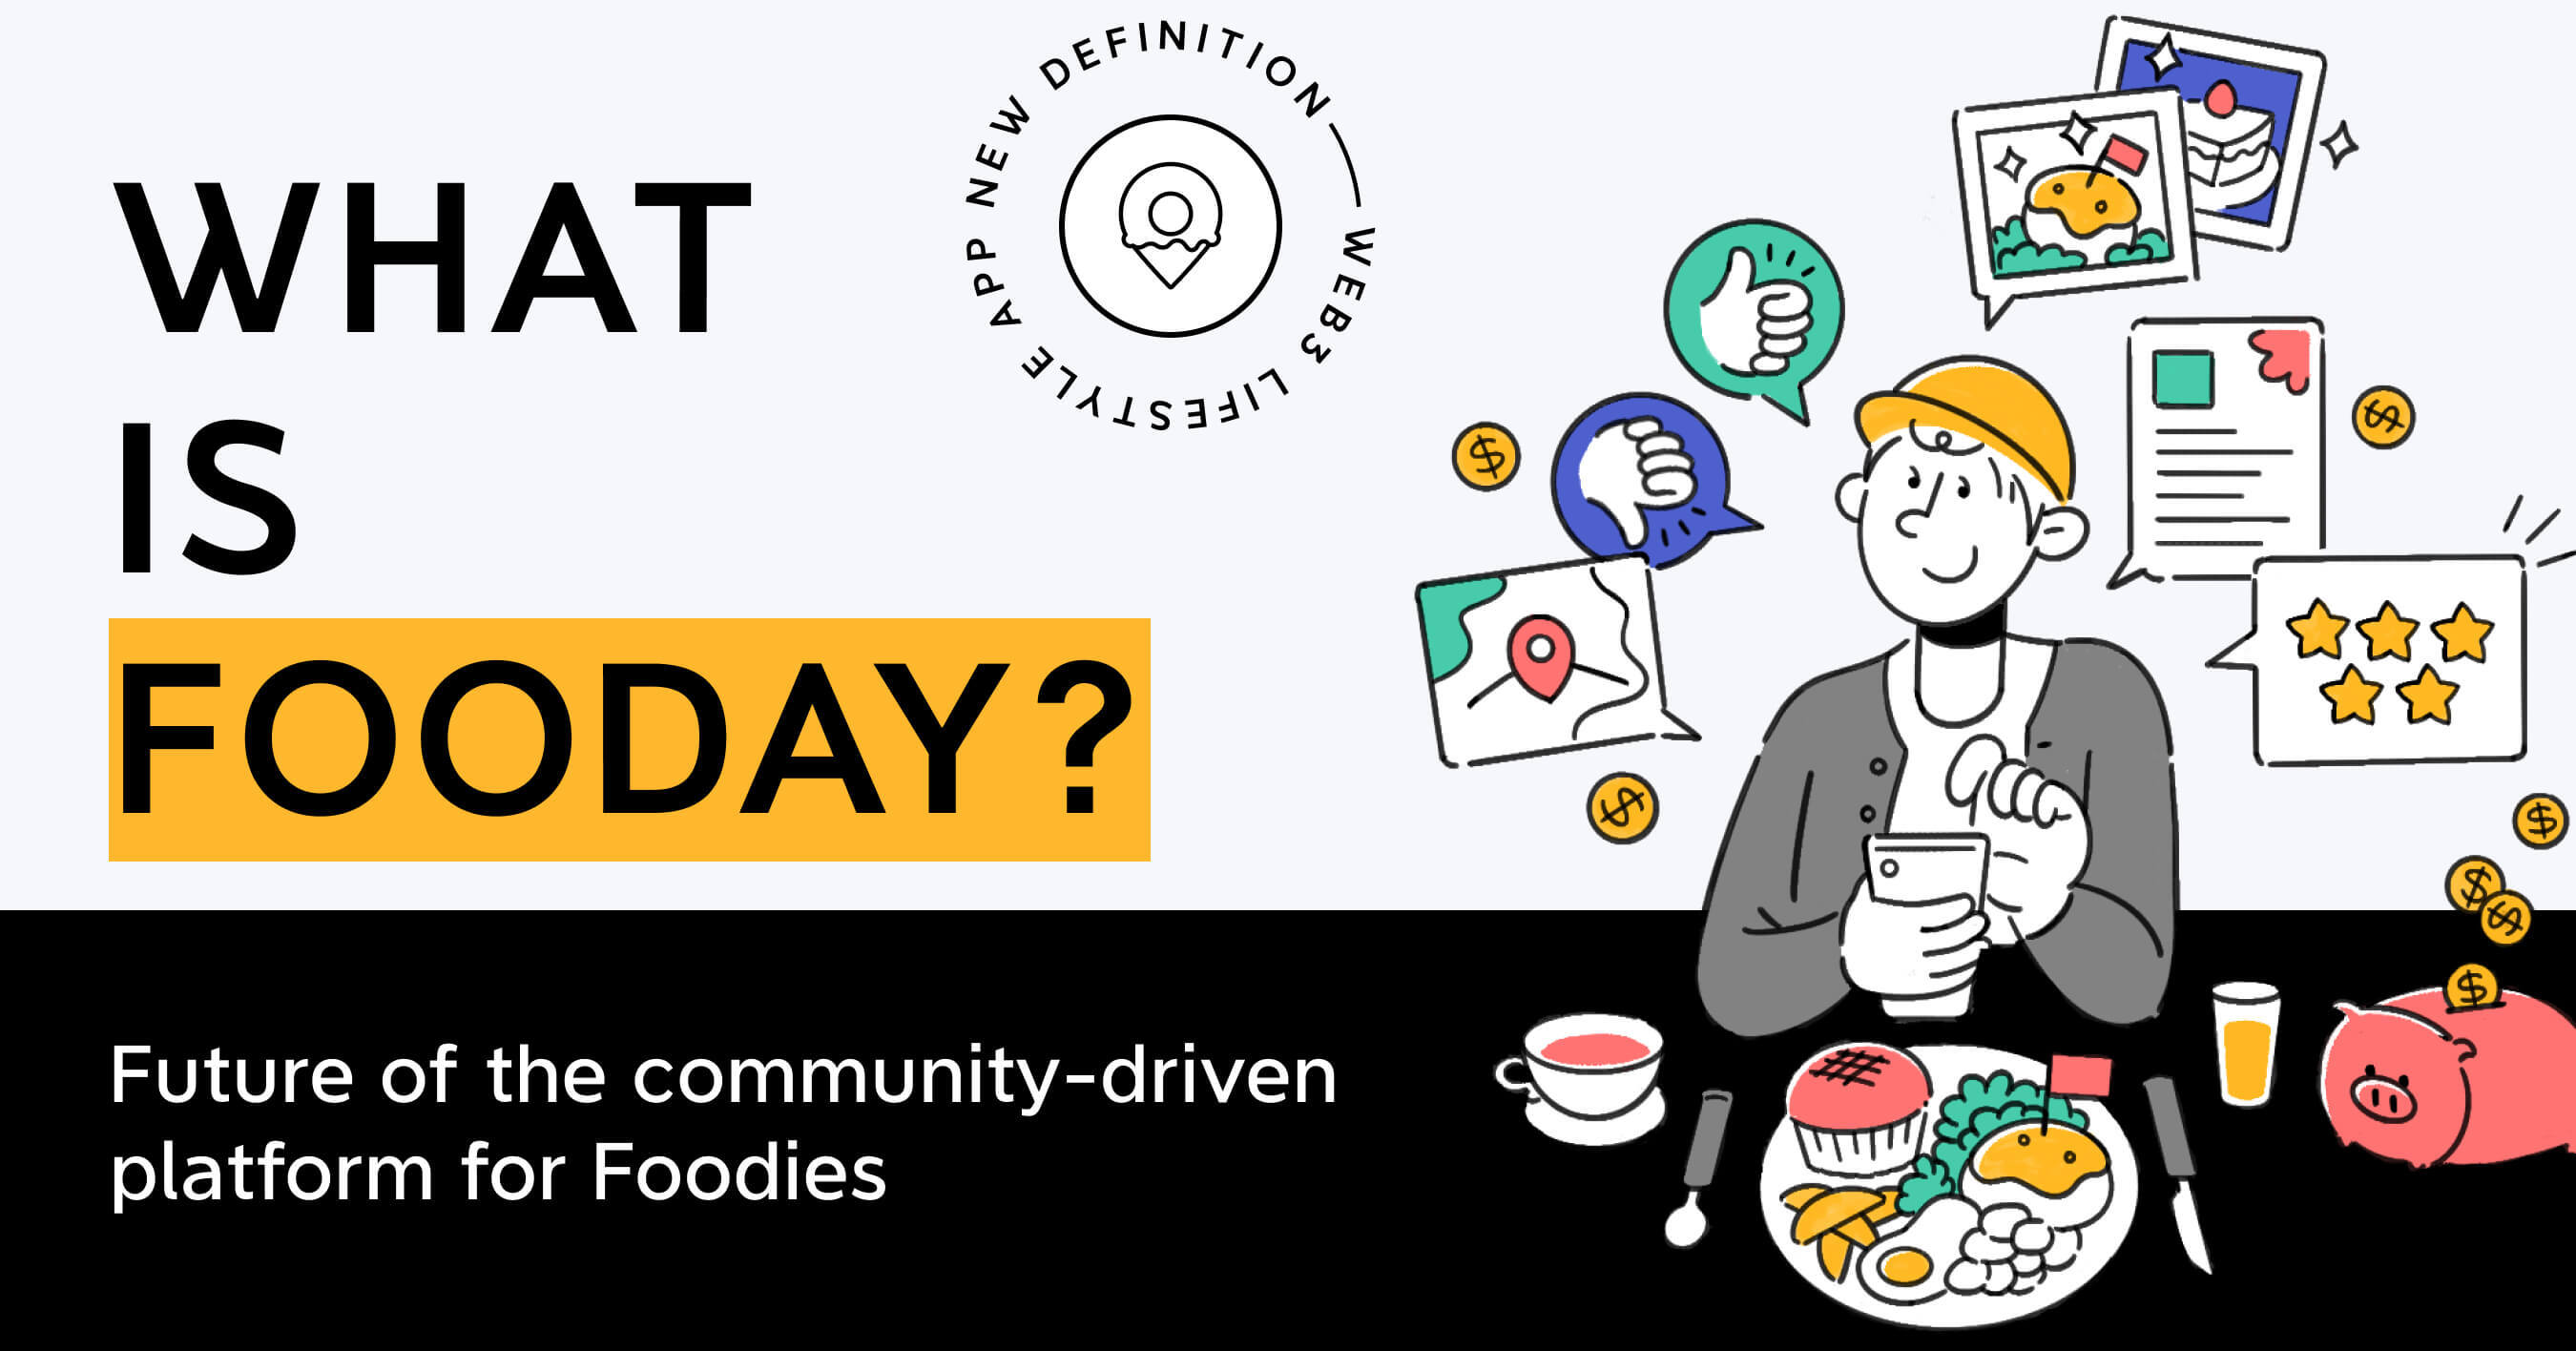 WHAT
IS
FOODAY?
NEW DEFINITION — WEB3 LIFESTYLE APP
Future of the community-driven
platform for Foodies
$
$
$
$
$
$
$